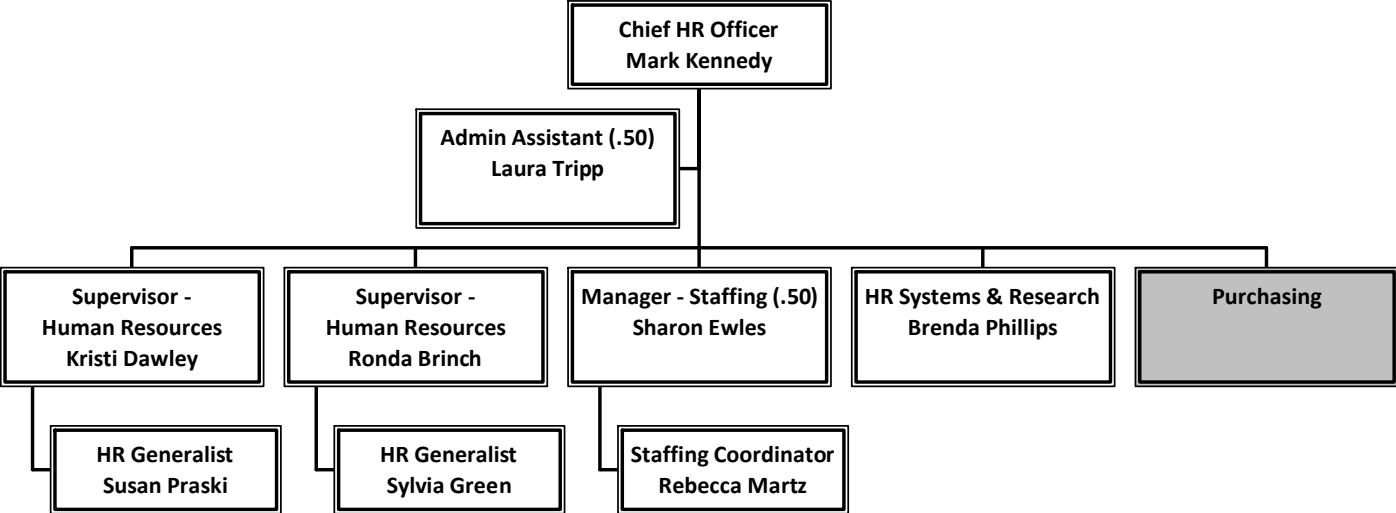 Chief HR Officer
Mark Kennedy
Admin Assistant (.50)
Laura Tripp
Supervisor -
Human Resources
Kristi Dawley
Supervisor -
Human Resources
Ronda Brinch
Manager - Staffing (.50)
Sharon Ewles
HR Systems & Research
Brenda Phillips
Purchasing
HR Generalist
Susan Praski
HR Generalist
Sylvia Green
Staffing Coordinator
Rebecca Martz